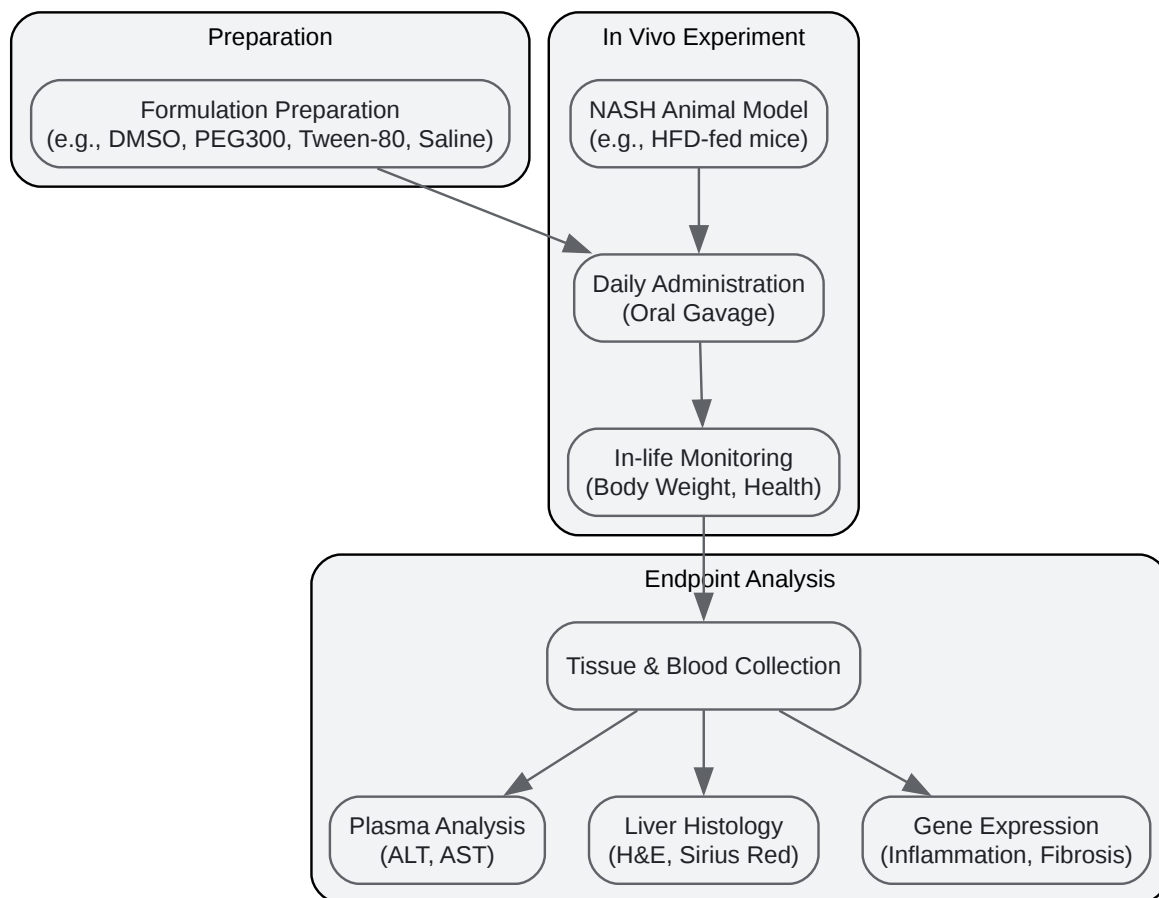 Preparation
In Vivo Experiment
Formulation Preparation
(e.g., DMSO, PEG300, Tween-80, Saline)
NASH Animal Model
(e.g., HFD-fed mice)
Daily Administration
(Oral Gavage)
In-life Monitoring
(Body Weight, Health)
Endpoint Analysis
Tissue & Blood Collection
Plasma Analysis
(ALT, AST)
Liver Histology
(H&E, Sirius Red)
Gene Expression
(Inflammation, Fibrosis)